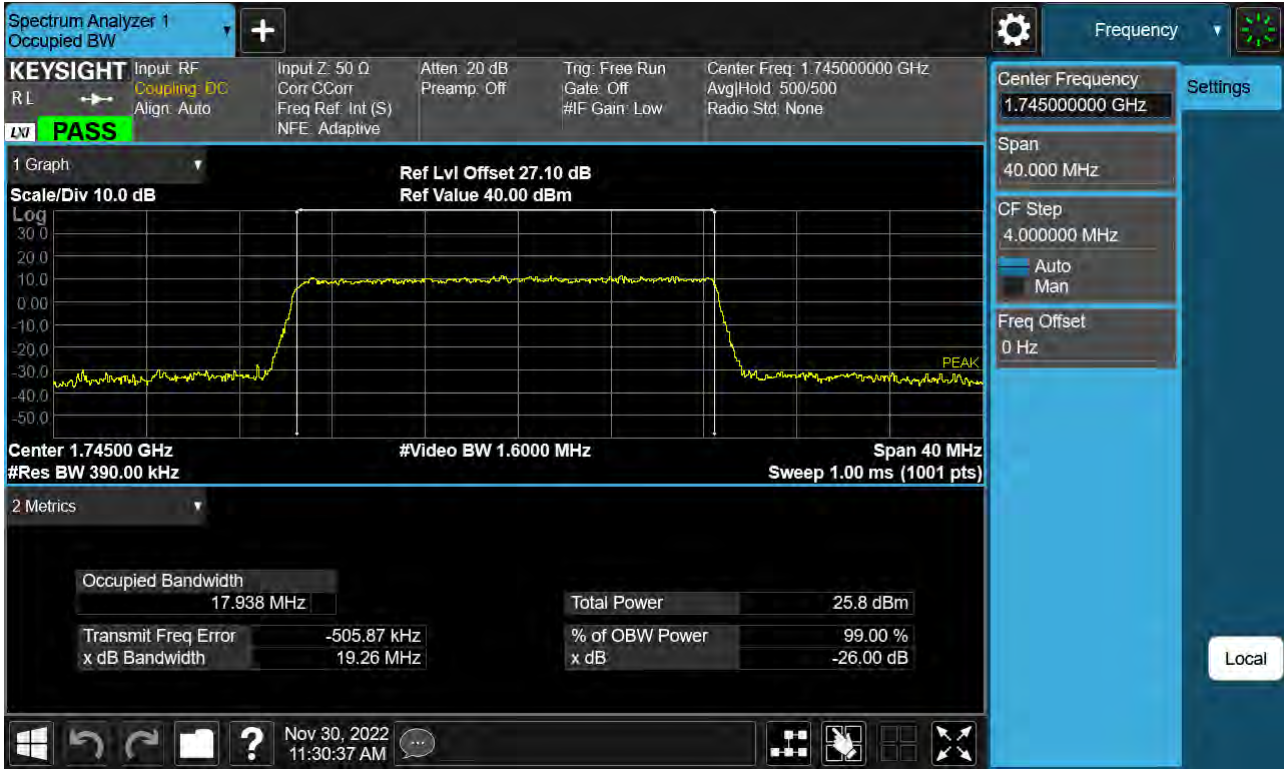 Spectrum Analyzer 1
Occupied BW
Frequency
KEYSIGHT
R L
LXI
PASS
Input: RF
Coupling: DC
Align: Auto
Input Z: 50 Ω
Corr CCorr
Freq Ref: Int (S)
NFE: Adaptive
Atten: 20 dB
Preamp: Off
Trig: Free Run
Gate: Off
#IF Gain: Low
Center Freq: 1.745000000 GHz
Avg|Hold: 500/500
Radio Std: None
Center Frequency
1.745000000 GHz
Settings
Span
40.000 MHz
CF Step
4.000000 MHz
Auto
Man
Freq Offset
0 Hz
Local
1 Graph
Scale/Div 10.0 dB
Ref Lvl Offset 27.10 dB
Ref Value 40.00 dBm
Log
30.0
20.0
10.0
0.00
-10.0
-20.0
-30.0
-40.0
-50.0
PEAK
Center 1.74500 GHz
#Video BW 1.6000 MHz
Span 40 MHz
#Res BW 390.00 kHz
Sweep 1.00 ms (1001 pts)
2 Metrics
Occupied Bandwidth
17.938 MHz
Total Power 25.8 dBm
Transmit Freq Error -505.87 kHz
% of OBW Power 99.00 %
x dB Bandwidth 19.26 MHz
x dB -26.00 dB
Nov 30, 2022
11:30:37 AM